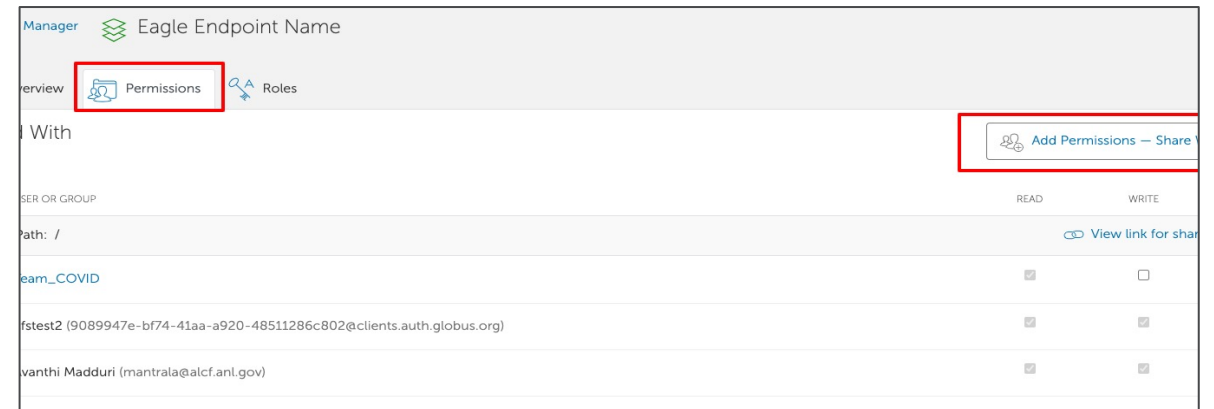 Manager Eagle Endpoint Name
erview Permissions Roles
With
Add Permissions — Share
SER OR GROUP READ WRITE
Path: /
View link for shar
eam_COVID
fstest2 (9089947e-bf74-41aa-a920-48511286c802@clients.auth.globus.org)
vanthi Madduri (mantrala@alcf.anl.gov)